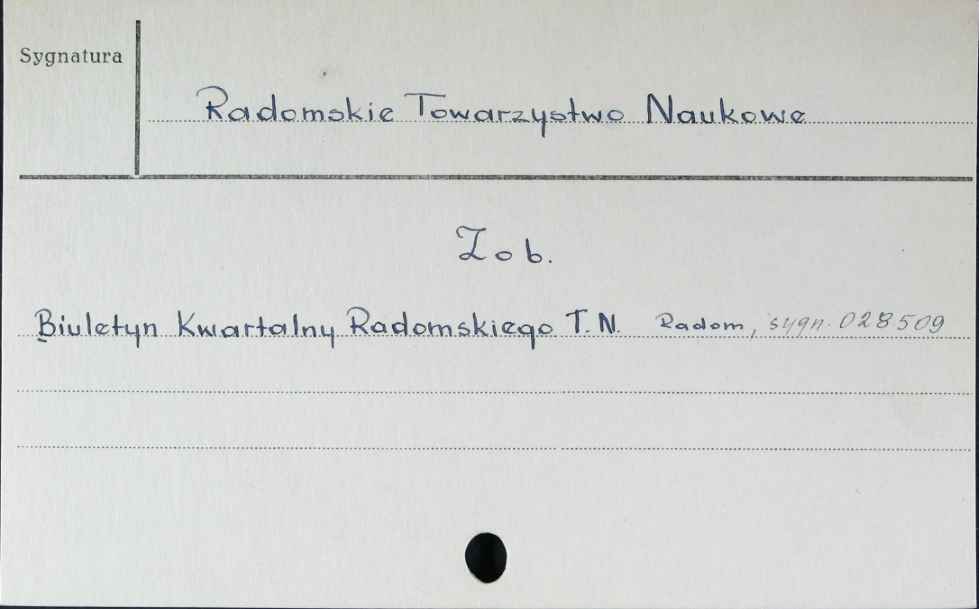 Sygnatura
Radomskie Towarzystwo Naukowe
Zob.
Biuletyn Kwartalny Radomskiego T.N. Radom, sygn. 028509